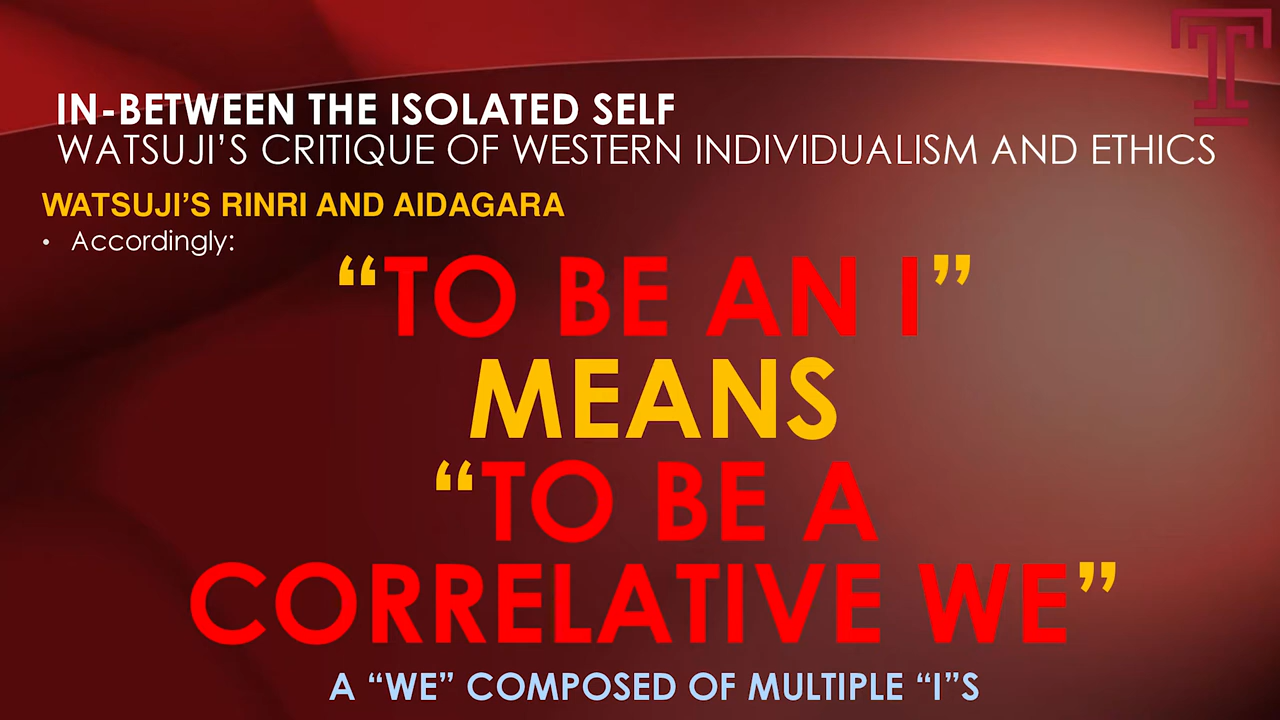 IN-BETWEEN THE ISOLATED SELF
WATSUJI’S CRITIQUE OF WESTERN INDIVIDUALISM AND ETHICS
WATSUJI’S RINRI AND AIDAGARA
• Accordingly:
“TO BE AN I”
MEANS
“TO BE A
CORRELATIVE WE”
A “WE” COMPOSED OF MULTIPLE “I”S